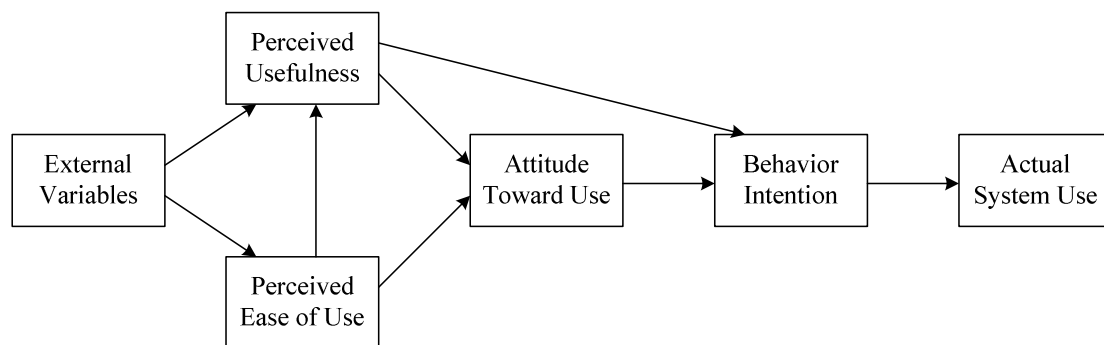 Perceived
Usefulness
External
Variables
Attitude
Toward Use
Behavior
Intention
Actual
System Use
Perceived
Ease of Use